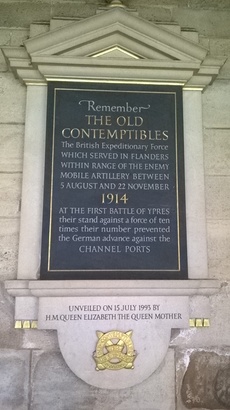 Remember
THE OLD
CONTEMPTIBLES
The British Expeditionary Force
WHICH SERVED IN FLANDERS
WITHIN RANGE OF THE ENEMY
MOBILE ARTILLERY BETWEEN
5 AUGUST AND 22 NOVEMBER
1914
AT THE FIRST BATTLE OF YPRES
their stand against a force of ten
times their number prevented
the German advance against the
CHANNEL PORTS
UNVEILED ON 15 JULY 1993 BY
H.M. QUEEN ELIZABETH THE QUEEN MOTHER